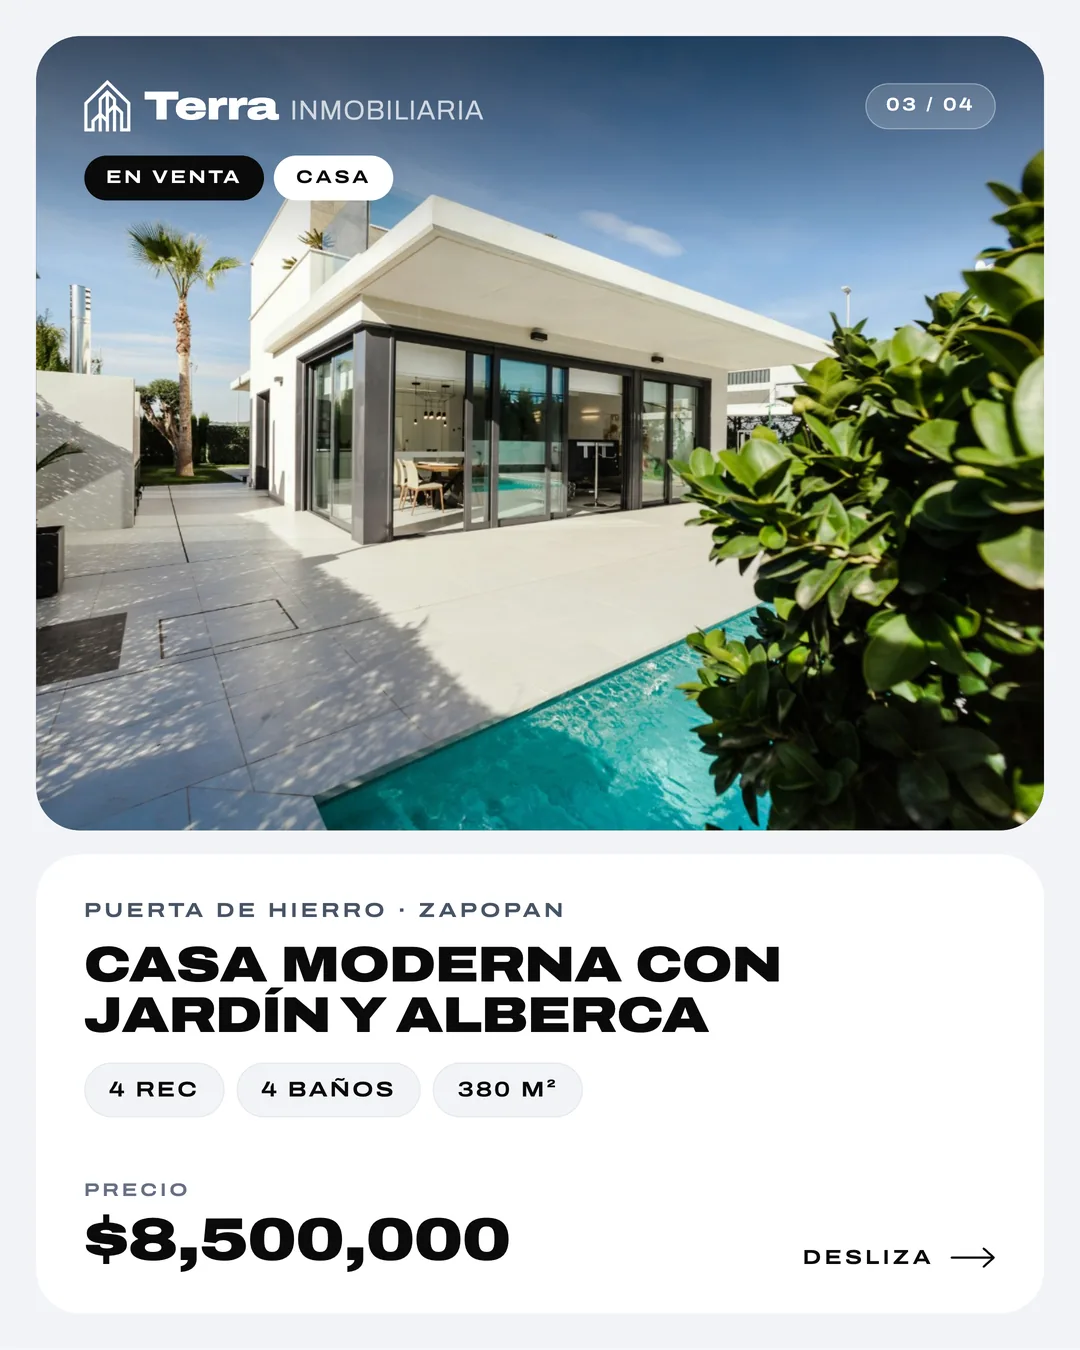 Terra INMOBILIARIA
03 / 04
EN VENTA
CASA
PUERTA DE HIERRO · ZAPOPAN
CASA MODERNA CON
JARDÍN Y ALBERCA
4 REC
4 BAÑOS
380 M²
PRECIO
$8,500,000
DESLIZA